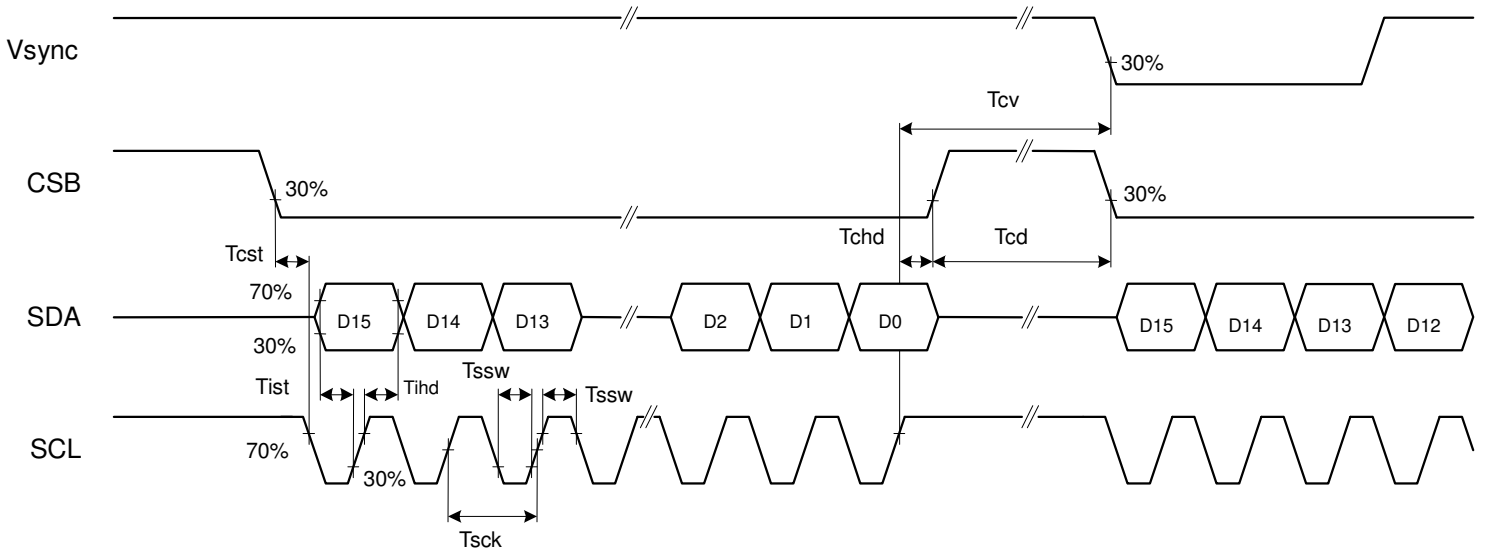 Vsync
30%
Tcv
CSB
30%
30%
Tchd
Tcd
Tcst
70%
SDA
D15
D14
D13
D2
D1
D0
D15
D14
D13
D12
30%
Tist
Tihd
Tssw
Tssw
SCL
70%
30%
Tsck